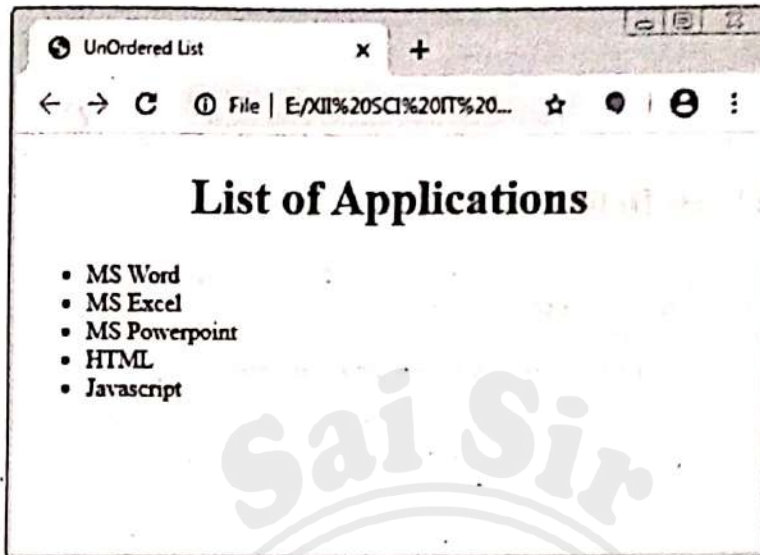 UnOrdered List
File | E:/XII%20SCI%20IT%20...
List of Applications
• MS Word
• MS Excel
• MS Powerpoint
• HTML
• Javascript
Sai Sir